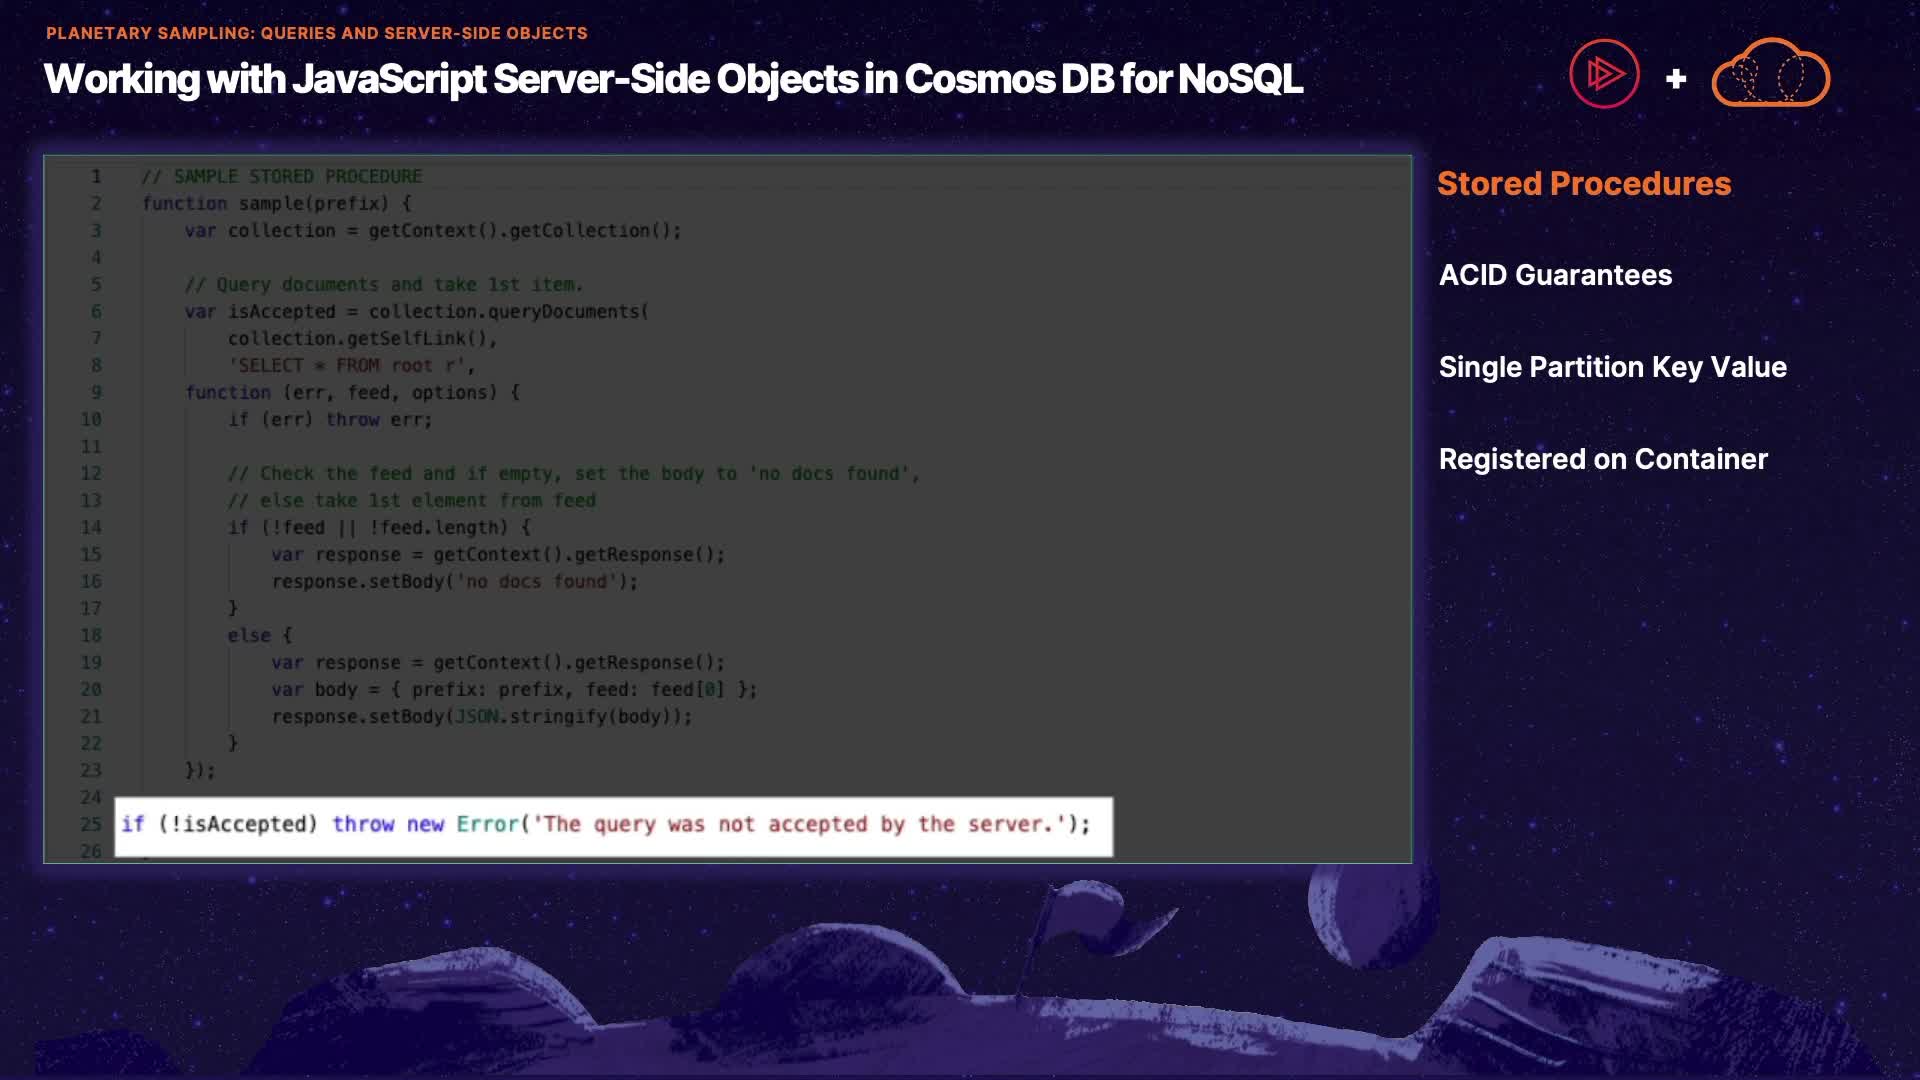 PLANETARY SAMPLING: QUERIES AND SERVER-SIDE OBJECTS
Working with JavaScript Server-Side Objects in Cosmos DB for NoSQL
+
1 // SAMPLE STORED PROCEDURE
2 function sample(prefix) {
3 var collection = getContext().getCollection();
4
5 // Query documents and take 1st item.
6 var isAccepted = collection.queryDocuments(
7 collection.getSelfLink(),
8 'SELECT * FROM root r',
9 function (err, feed, options) {
10 if (err) throw err;
11
12 // Check the feed and if empty, set the body to 'no docs found',
13 // else take 1st element from feed
14 if (!feed || !feed.length) {
15 var response = getContext().getResponse();
16 response.setBody('no docs found');
17 }
18 else {
19 var response = getContext().getResponse();
20 var body = { prefix: prefix, feed: feed[0] };
21 response.setBody(JSON.stringify(body));
22 }
23 });
24
25 if (!isAccepted) throw new Error('The query was not accepted by the server.');
26
Stored Procedures
ACID Guarantees
Single Partition Key Value
Registered on Container